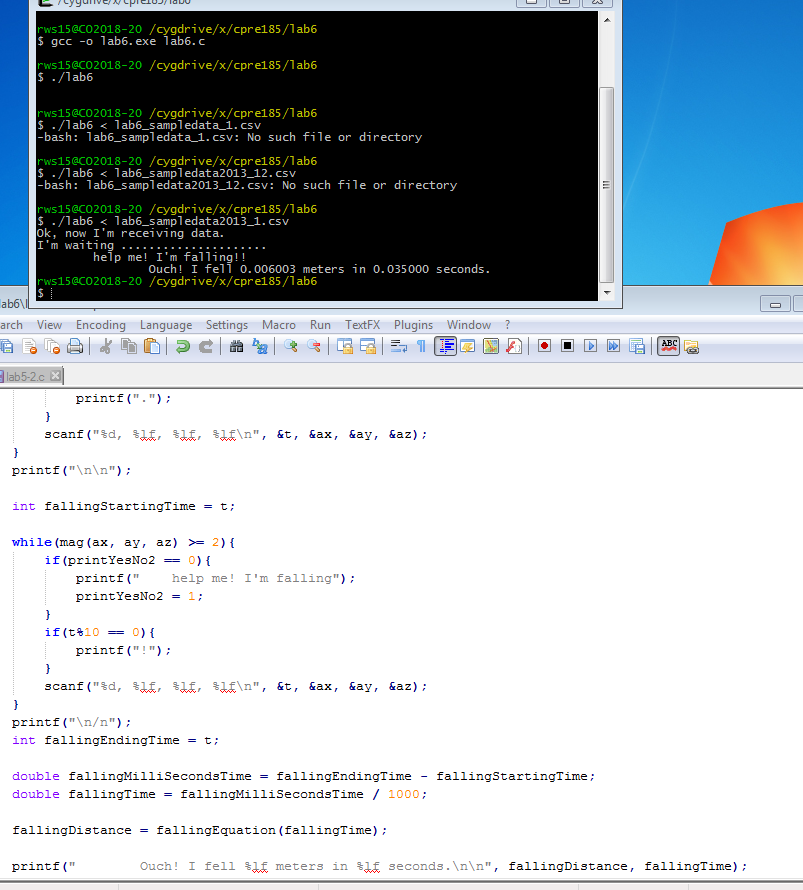 /cygdrive/x/cpre185/lab6
rws15@CO2018-20 /cygdrive/x/cpre185/lab6
$ gcc -o lab6.exe lab6.c
rws15@CO2018-20 /cygdrive/x/cpre185/lab6
$ ./lab6
rws15@CO2018-20 /cygdrive/x/cpre185/lab6
$ ./lab6 < lab6_sampledata_1.csv
-bash: lab6_sampledata_1.csv: No such file or directory
rws15@CO2018-20 /cygdrive/x/cpre185/lab6
$ ./lab6 < lab6_sampledata2013_12.csv
-bash: lab6_sampledata2013_12.csv: No such file or directory
rws15@CO2018-20 /cygdrive/x/cpre185/lab6
$ ./lab6 < lab6_sampledata2013_1.csv
Ok, now I'm receiving data.
I'm waiting .....................
help me! I'm falling!!
Ouch! I fell 0.006003 meters in 0.035000 seconds.
rws15@CO2018-20 /cygdrive/x/cpre185/lab6
$
arch View Encoding Language Settings Macro Run TextFX Plugins Window ?
ABC
lab5-2.c
printf(".");
}
scanf("%d, %lf, %lf, %lf\n", &t, &ax, &ay, &az);
}
printf("\n\n");
int fallingStartingTime = t;
while(mag(ax, ay, az) >= 2){
if(printYesNo2 == 0){
printf("    help me! I'm falling");
printYesNo2 = 1;
}
if(t%10 == 0){
printf("!");
}
scanf("%d, %lf, %lf, %lf\n", &t, &ax, &ay, &az);
}
printf("\n/n");
int fallingEndingTime = t;
double fallingMilliSecondsTime = fallingEndingTime - fallingStartingTime;
double fallingTime = fallingMilliSecondsTime / 1000;
fallingDistance = fallingEquation(fallingTime);
printf("        Ouch! I fell %lf meters in %lf seconds.\n\n", fallingDistance, fallingTime);